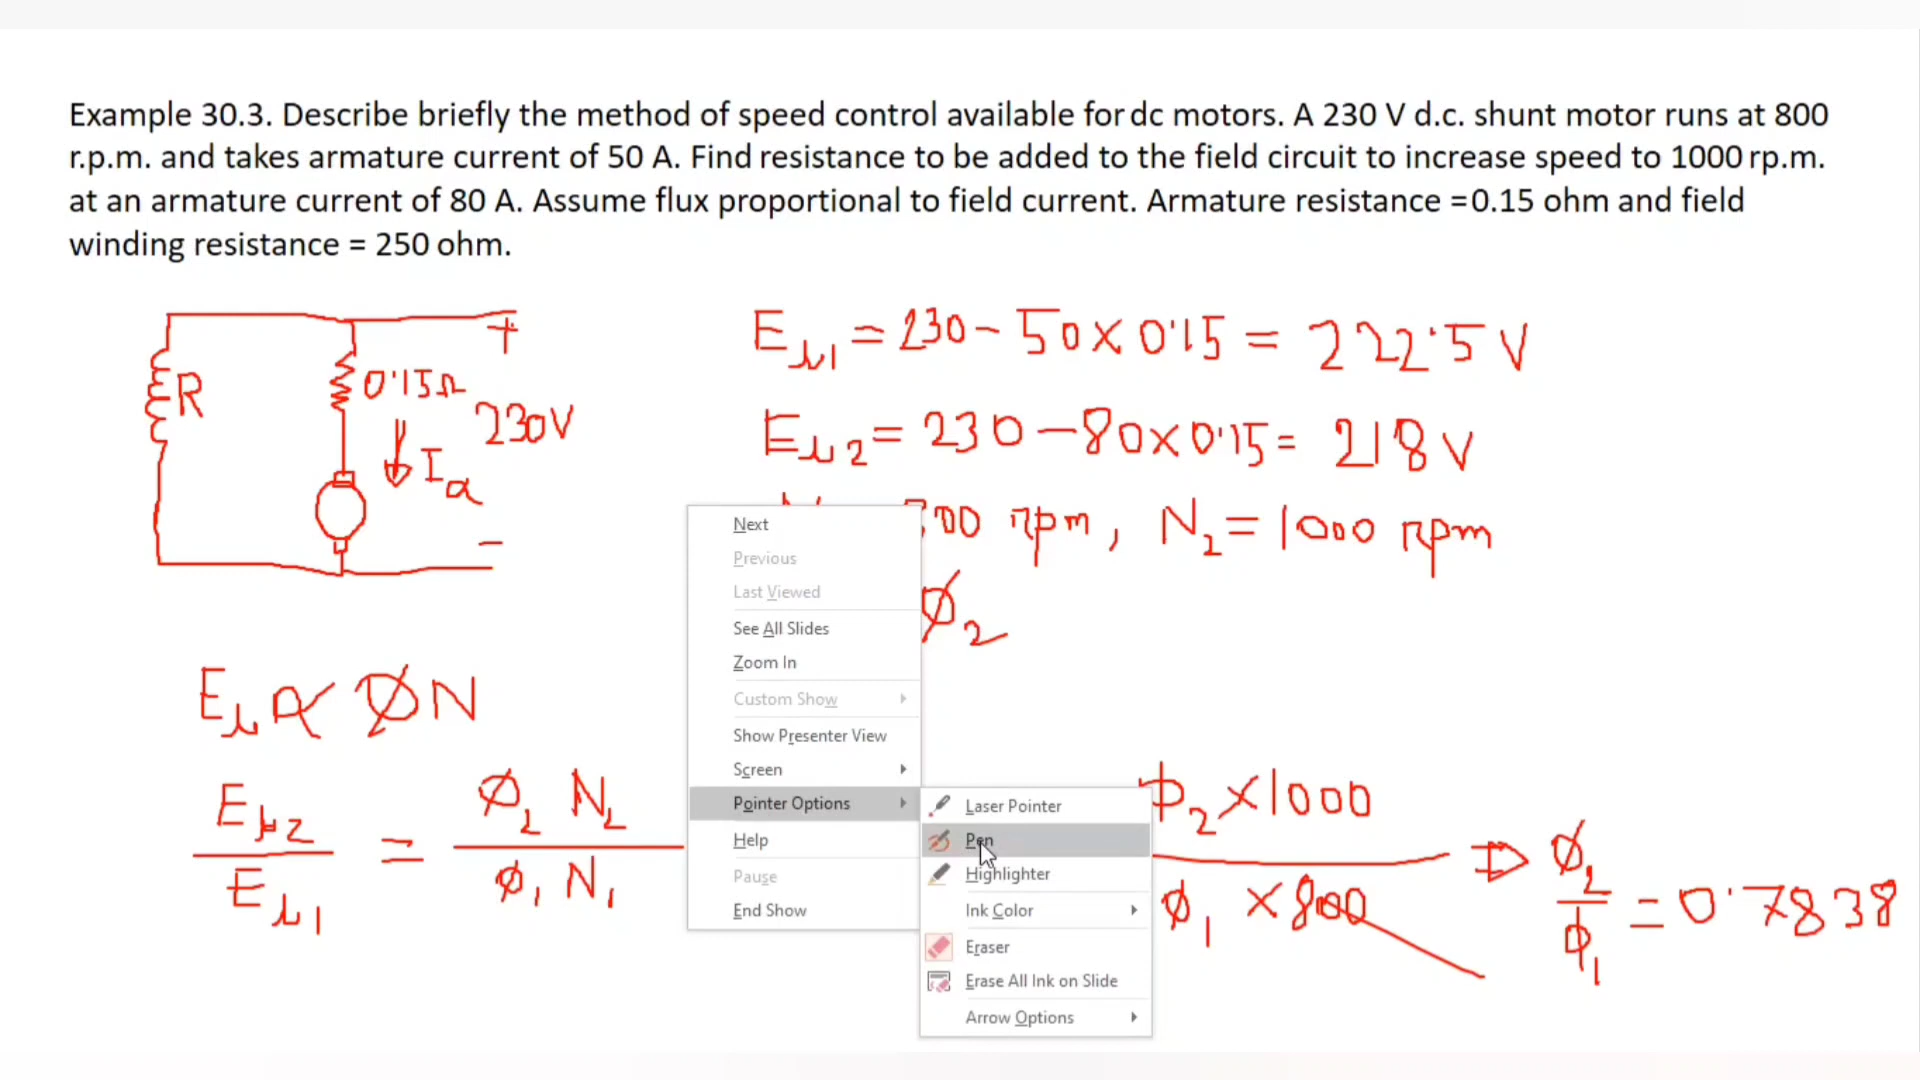 Example 30.3. Describe briefly the method of speed control available for dc motors. A 230 V d.c. shunt motor runs at 800
r.p.m. and takes armature current of 50 A. Find resistance to be added to the field circuit to increase speed to 1000 rp.m.
at an armature current of 80 A. Assume flux proportional to field current. Armature resistance =0.15 ohm and field
winding resistance = 250 ohm.
+
R
0.15Ω
230V
Ia
−
Eb1 = 230 − 50 × 0.15 = 222.5 V
Eb2 = 230 − 80 × 0.15 = 218 V
00 rpm, N2 = 1000 rpm
Ø2
Eb ∝ ØN
Eb2/Eb1 = Ø2 N2/Ø1 N1
ϕ2 × 1000/Ø1 × 800 ⇒ Ø2/ϕ1 = 0.7838
Next
Previous
Last Viewed
See All Slides
Zoom In
Custom Show
Show Presenter View
Screen
Pointer Options
Help
Pause
End Show
Laser Pointer
Pen
Highlighter
Ink Color
Eraser
Erase All Ink on Slide
Arrow Options